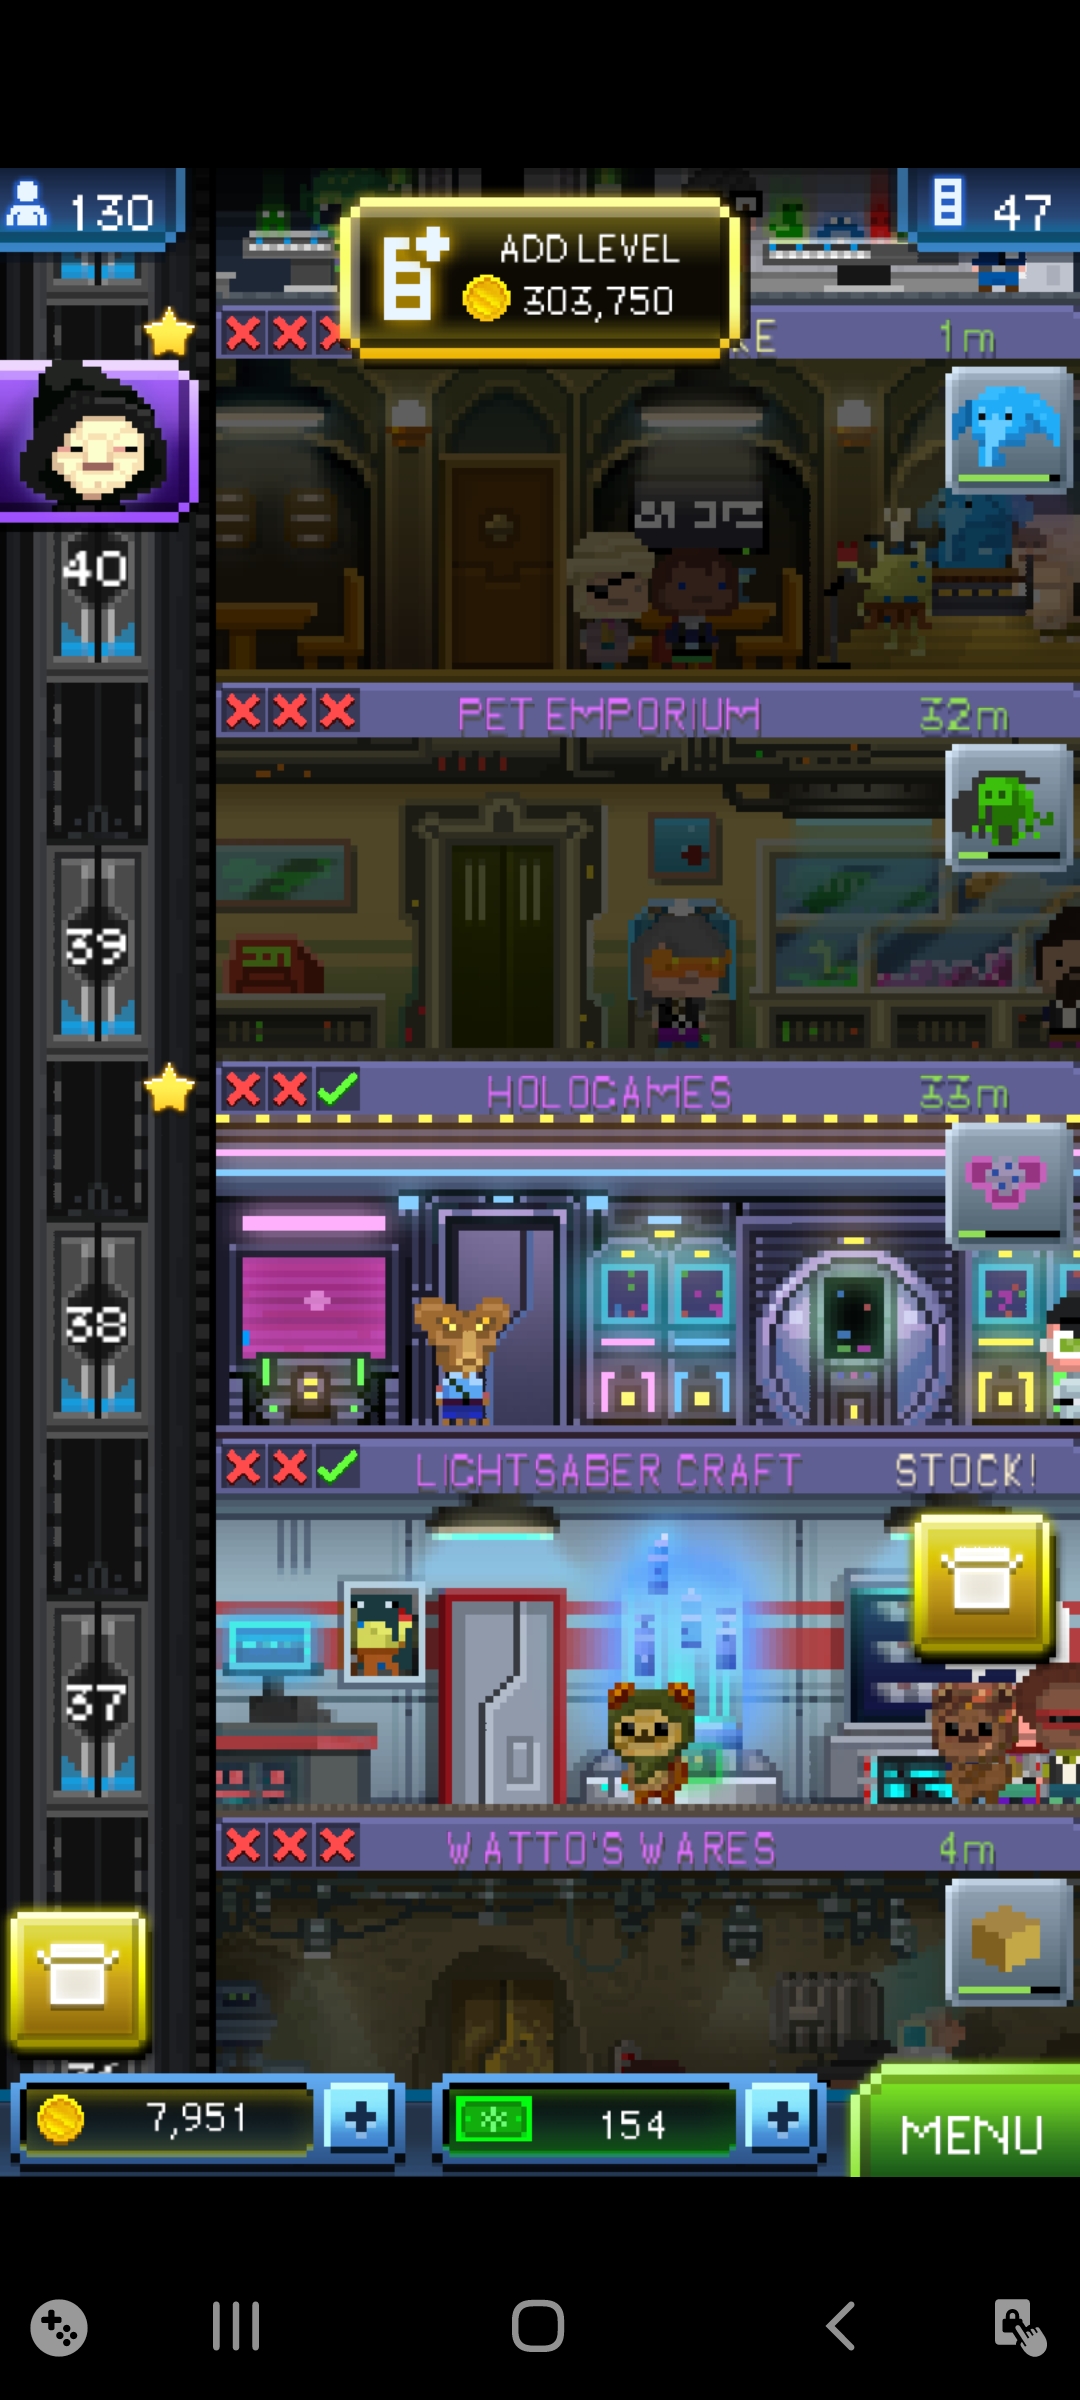 130
ADD LEVEL
303,750
47
KE
1m
40
PET EMPORIUM
32m
39
HOLOGAMES
33m
38
LIGHTSABER CRAFT
STOCK!
37
WATTO'S WARES
4m
7,951
154
MENU